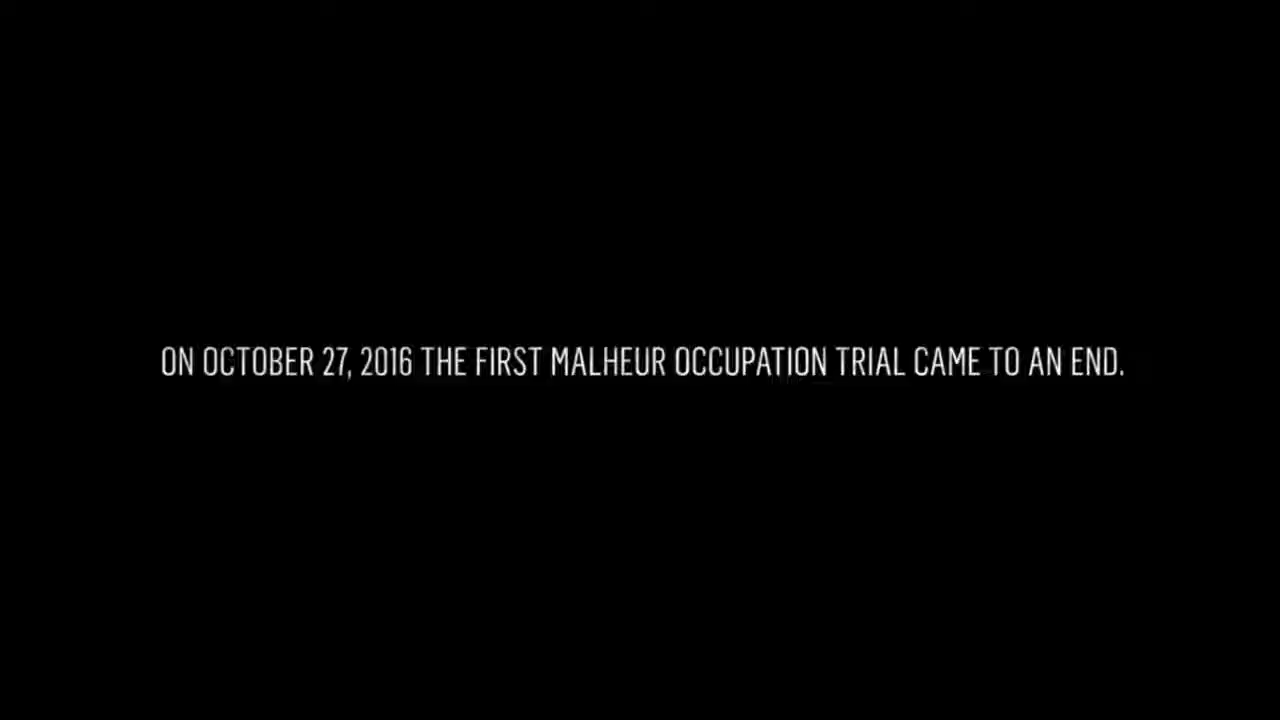 ON OCTOBER 27, 2016 THE FIRST MALHEUR OCCUPATION TRIAL CAME TO AN END.